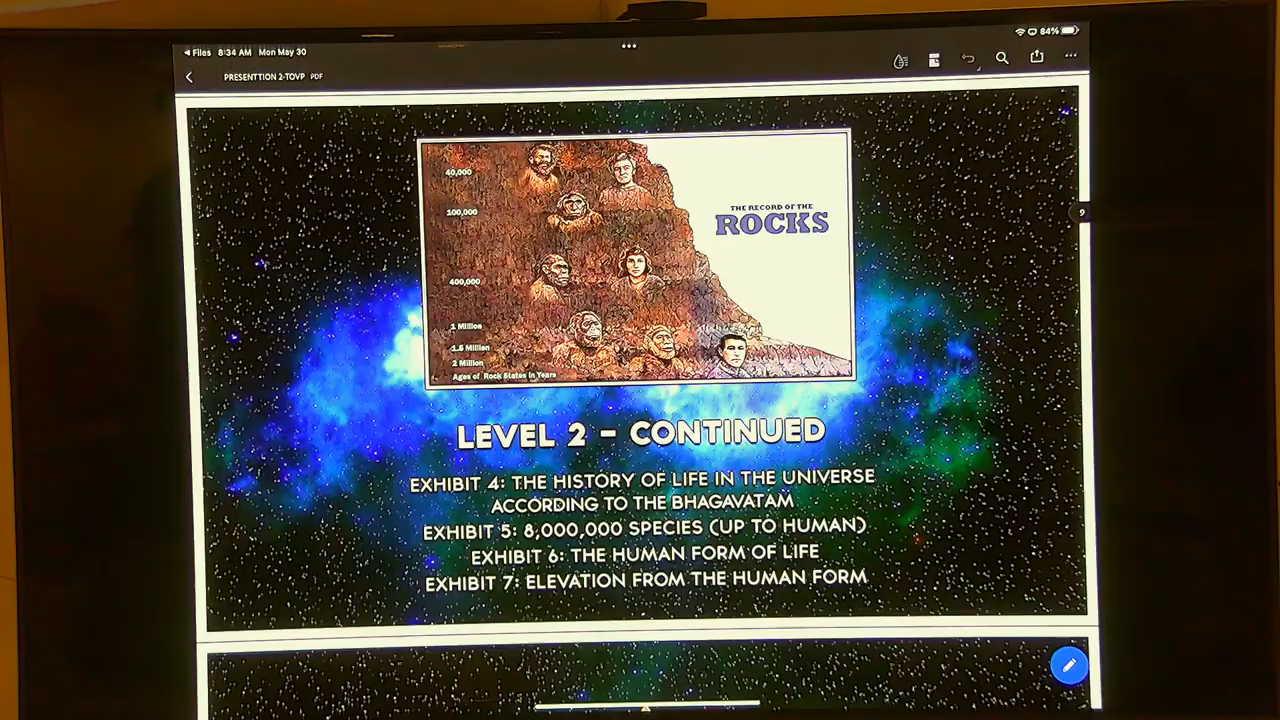 Files 8:34 AM Mon May 30
84%
PRESENTTION 2-TOVP PDF
9
40,000
100,000
THE RECORD OF THE
ROCKS
400,000
1 Million
1.5 Million
2 Million
Ages of Rock States in Years
LEVEL 2 - CONTINUED
EXHIBIT 4: THE HISTORY OF LIFE IN THE UNIVERSE
ACCORDING TO THE BHAGAVATAM
EXHIBIT 5: 8,000,000 SPECIES (UP TO HUMAN)
EXHIBIT 6: THE HUMAN FORM OF LIFE
EXHIBIT 7: ELEVATION FROM THE HUMAN FORM